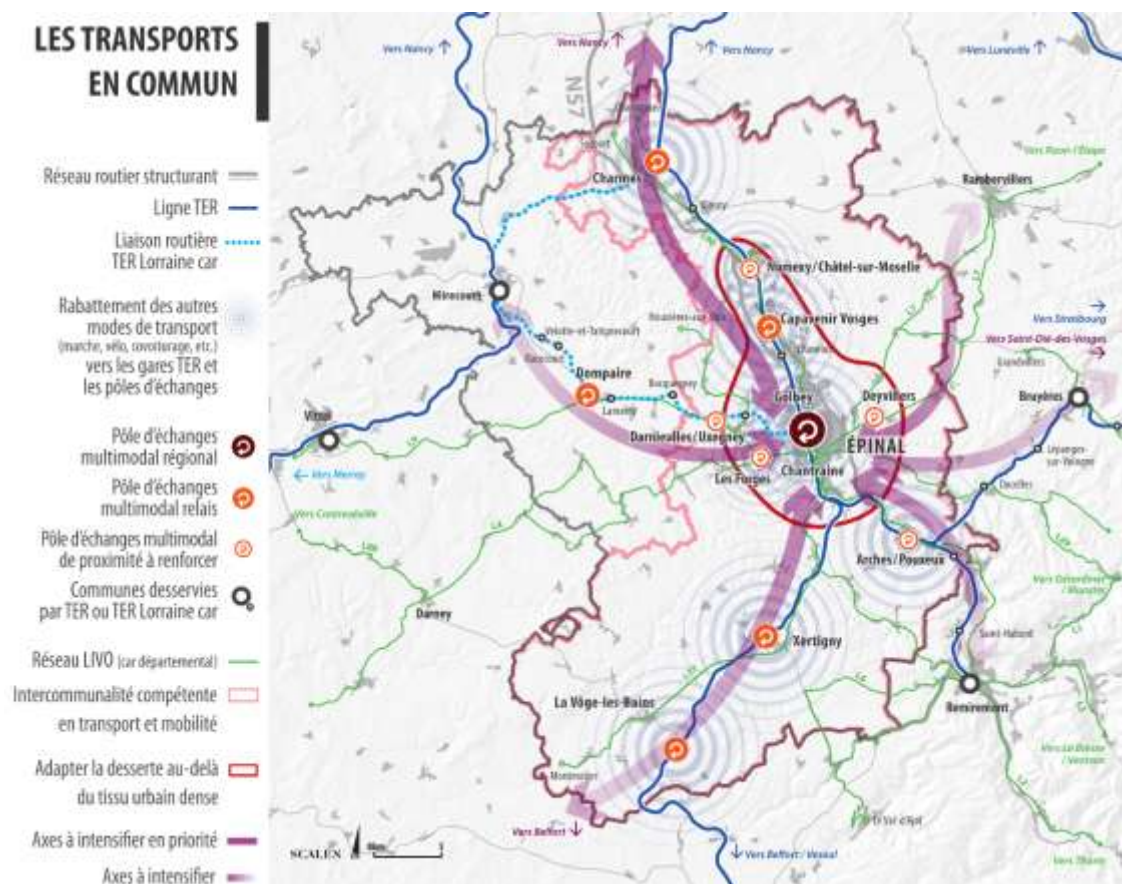 LES TRANSPORTS
EN COMMUN
Réseau routier structurant
Ligne TER
Liaison routière
TER Lorraine car
Rabattement des autres
modes de transport
(marche, vélo, covoiturage, etc.)
vers les gares TER et
les pôles d'échanges
Pôle d'échanges
multimodal régional
Pôle d'échanges
multimodal relais
Pôle d'échanges multimodal
de proximité à renforcer
Communes desservies
par TER ou TER Lorraine car
Réseau LIVO (car départemental)
Intercommunalité compétente
en transport et mobilité
Adapter la desserte au-delà
du tissu urbain dense
Axes à intensifier en priorité
Axes à intensifier
Vers Nancy
Vers Nancy
Vers Nancy
Vers Lunéville
N57
Rambervillers
Charmes
Nomexy/Châtel-sur-Moselle
Mirecourt
Capavenir Vosges
Vers Strasbourg
Vers Saint-Dié-des-Vosges
Dompaire
Golbey
Deyvillers
Bruyères
Vittel
Darnieulles/Uxegney
ÉPINAL
Chantraine
Les Forges
Vers Contrexéville
Arches/Pouxeux
Darney
Xertigny
Saint-Nabord
La Vôge-les-Bains
Remiremont
Vers Belfort
Vers Belfort / Vesoul
Vers Thann
SCALEN